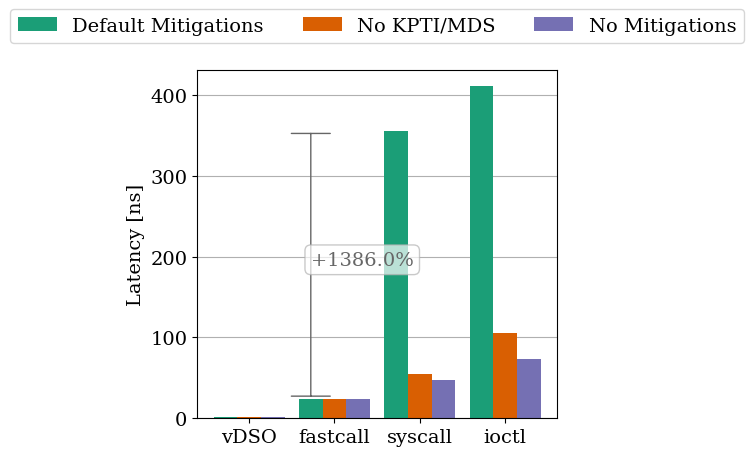 Default Mitigations No KPTI/MDS No Mitigations
400
300
200
100
0
Latency [ns]
+1386.0%
vDSO fastcall syscall ioctl